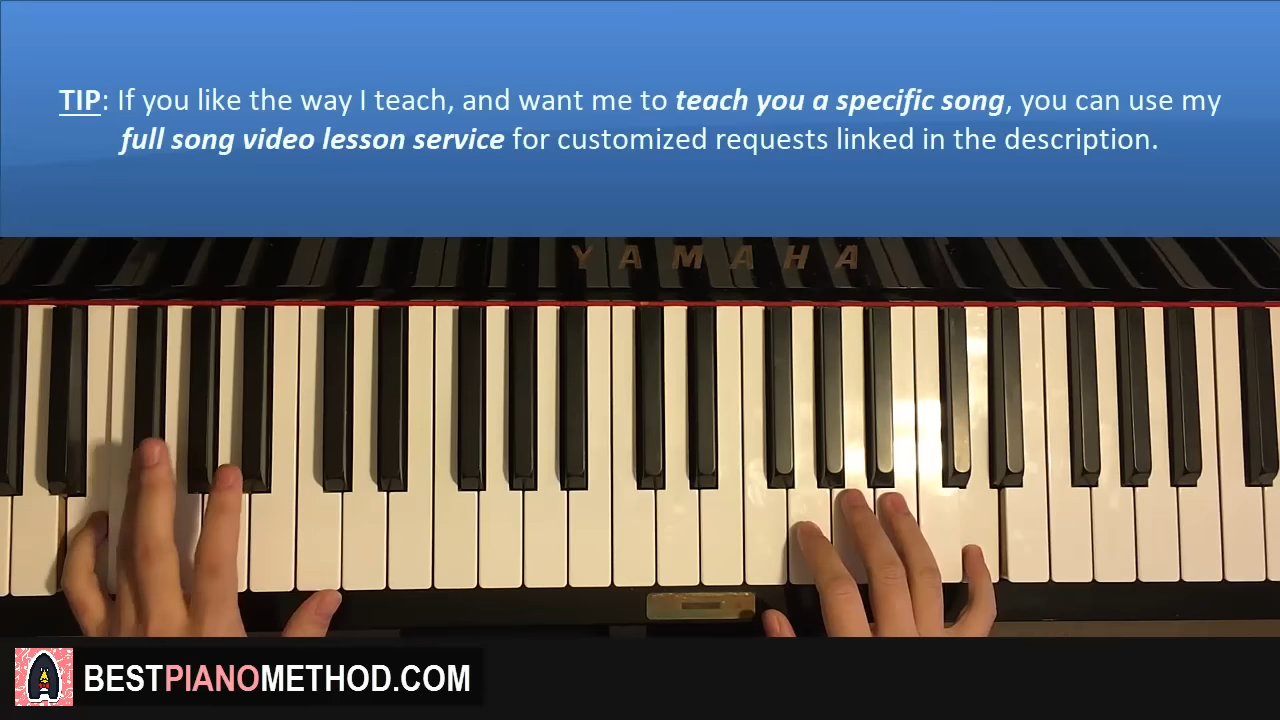 TIP: If you like the way I teach, and want me to teach you a specific song, you can use my
full song video lesson service for customized requests linked in the description.
YAMAHA
BESTPIANOMETHOD.COM